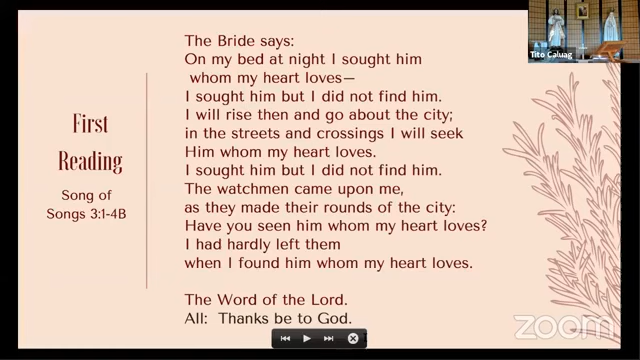 Tito Caluag
First
Reading
Song of
Songs 3:1-4B
The Bride says:
On my bed at night I sought him
whom my heart loves—
I sought him but I did not find him.
I will rise then and go about the city;
in the streets and crossings I will seek
Him whom my heart loves.
I sought him but I did not find him.
The watchmen came upon me,
as they made their rounds of the city:
Have you seen him whom my heart loves?
I had hardly left them
when I found him whom my heart loves.
The Word of the Lord.
All: Thanks be to God.
zoom